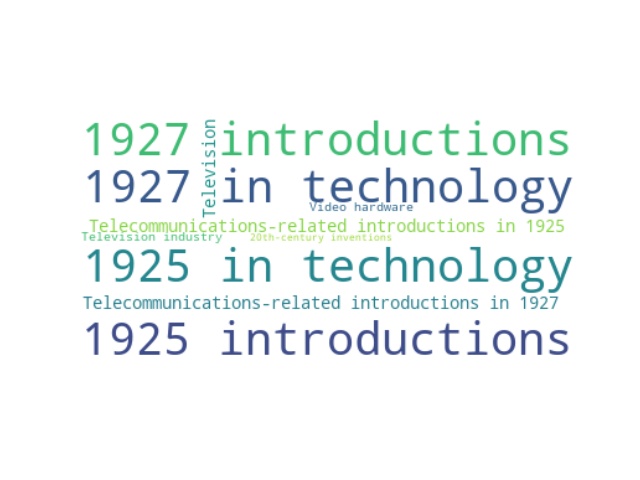 1927 introductions
Television
1927 in technology
Video hardware
Telecommunications-related introductions in 1925
Television industry
20th-century inventions
1925 in technology
Telecommunications-related introductions in 1927
1925 introductions